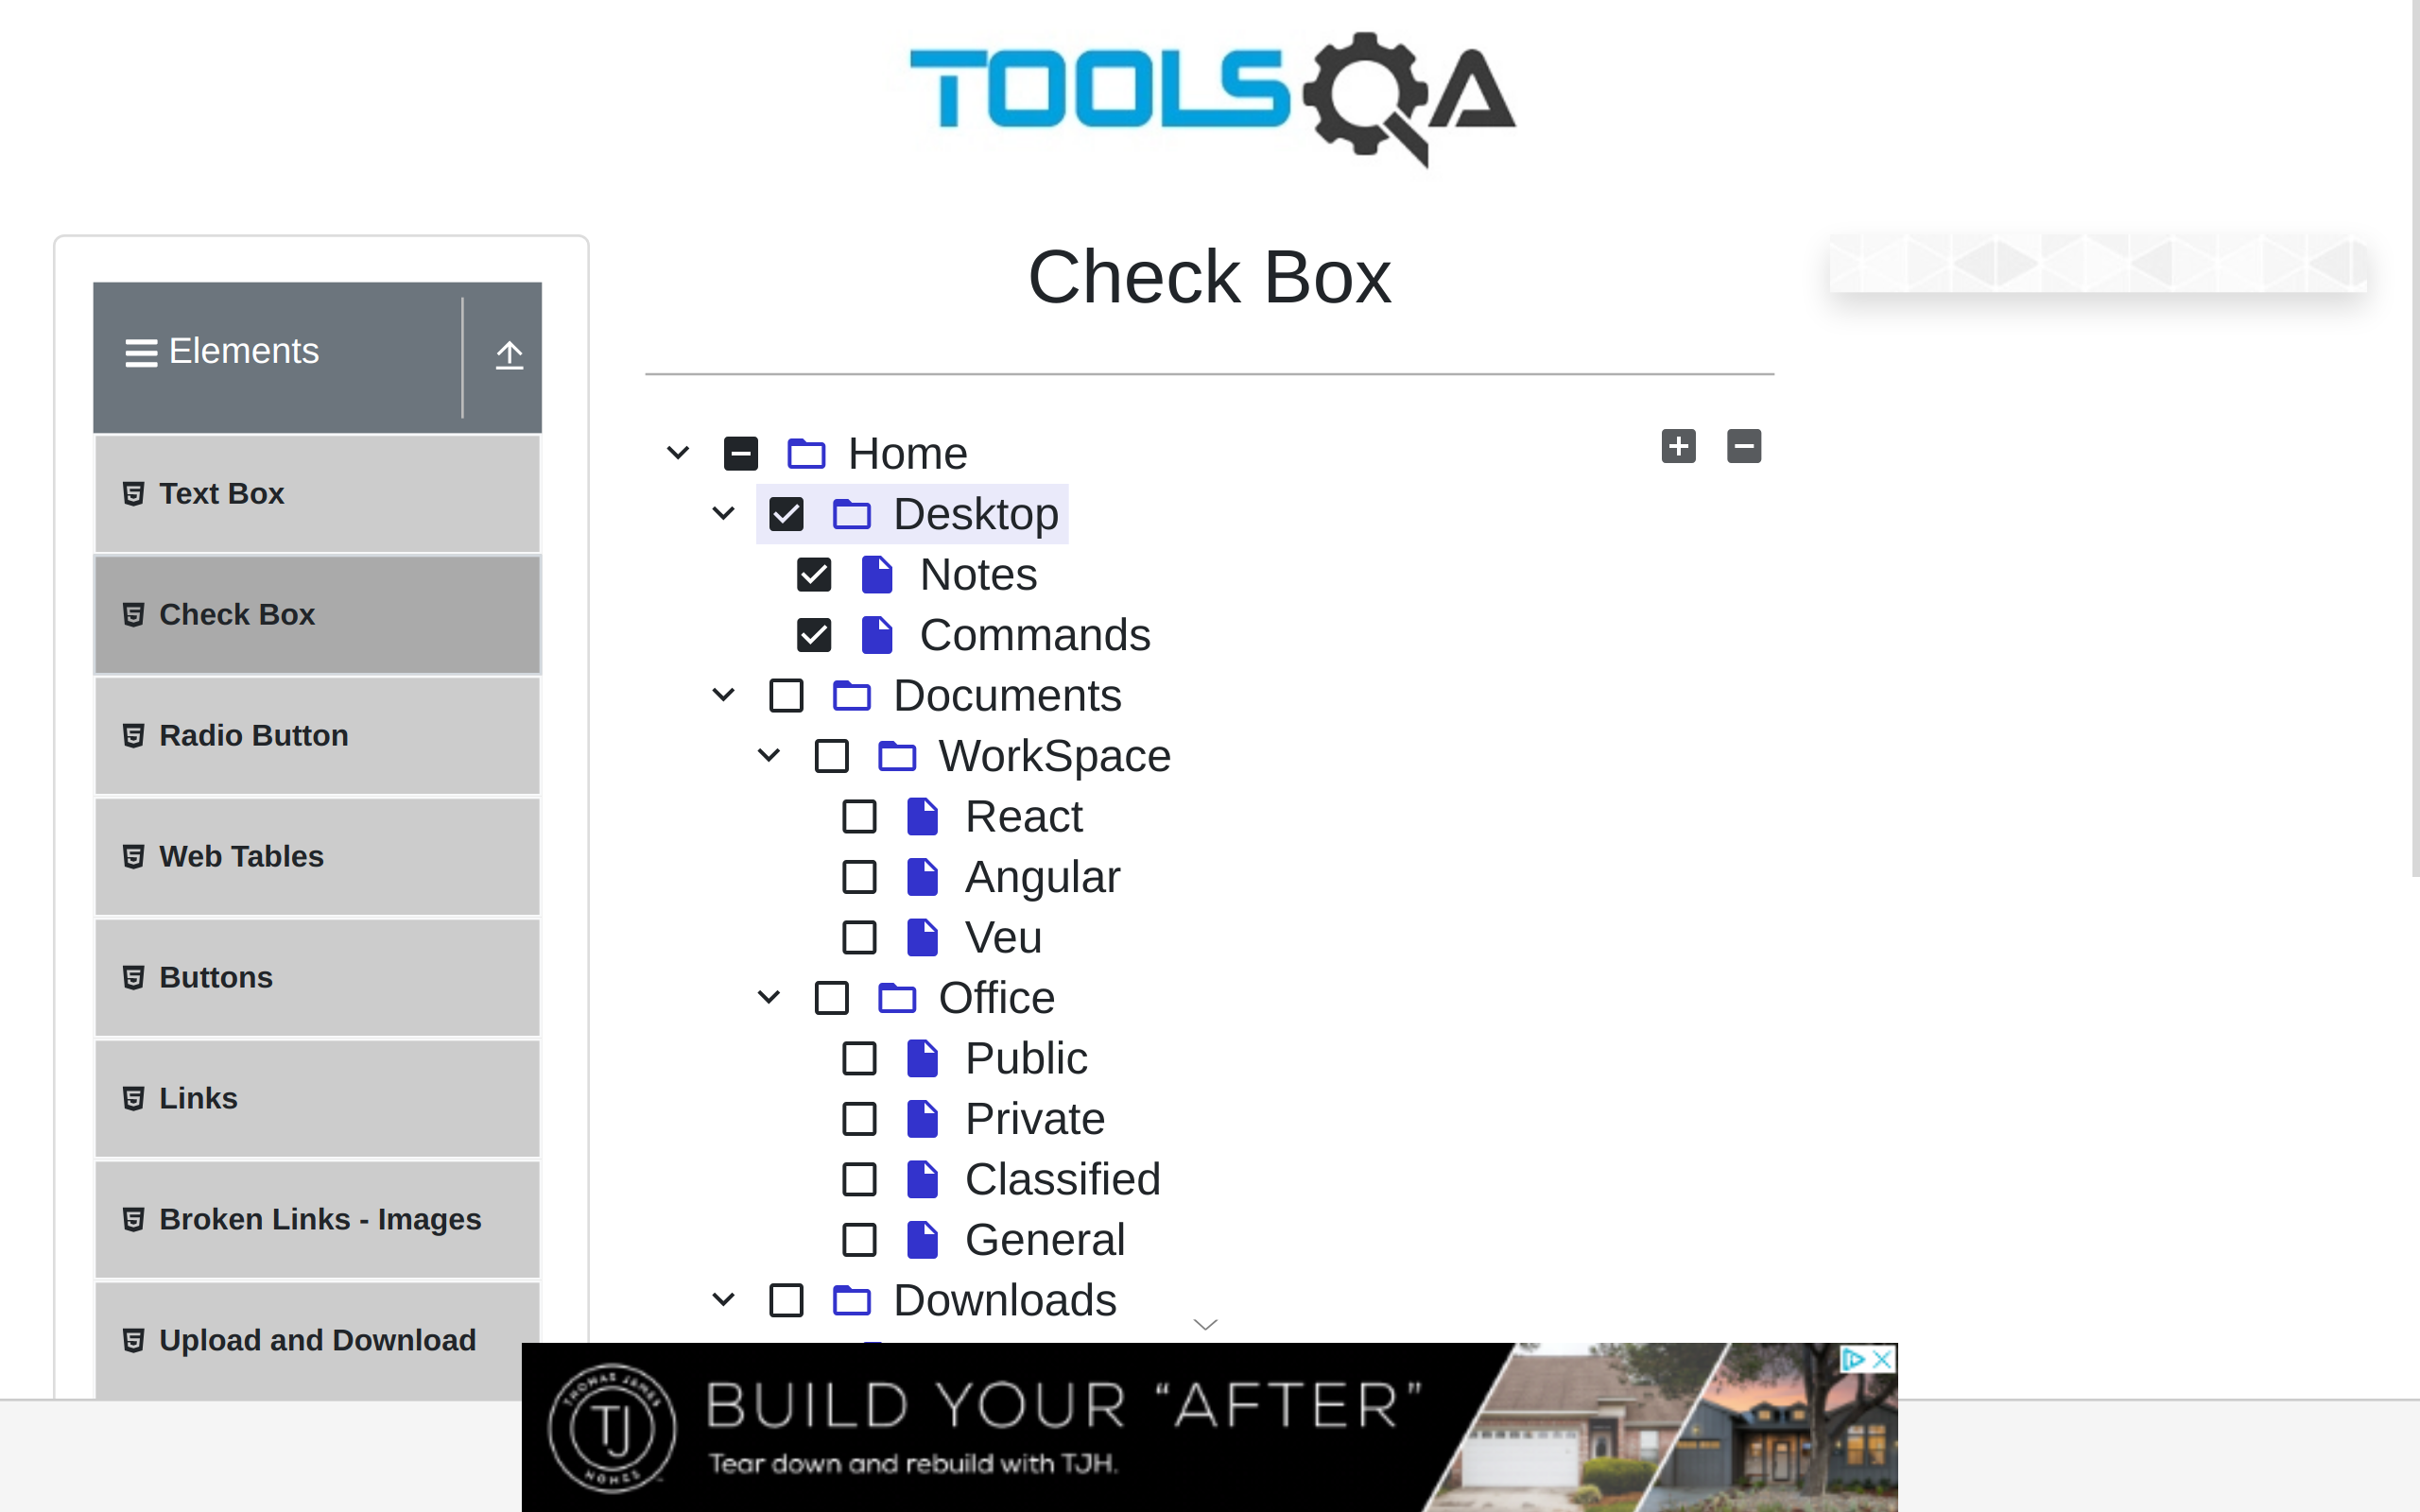 TOOLSQA
Check Box
Elements
Text Box
Check Box
Radio Button
Web Tables
Buttons
Links
Broken Links - Images
Upload and Download
Home
Desktop
Notes
Commands
Documents
WorkSpace
React
Angular
Veu
Office
Public
Private
Classified
General
Downloads
THOMAS JAMES
TJ
HOMES
BUILD YOUR “AFTER”
Tear down and rebuild with TJH.